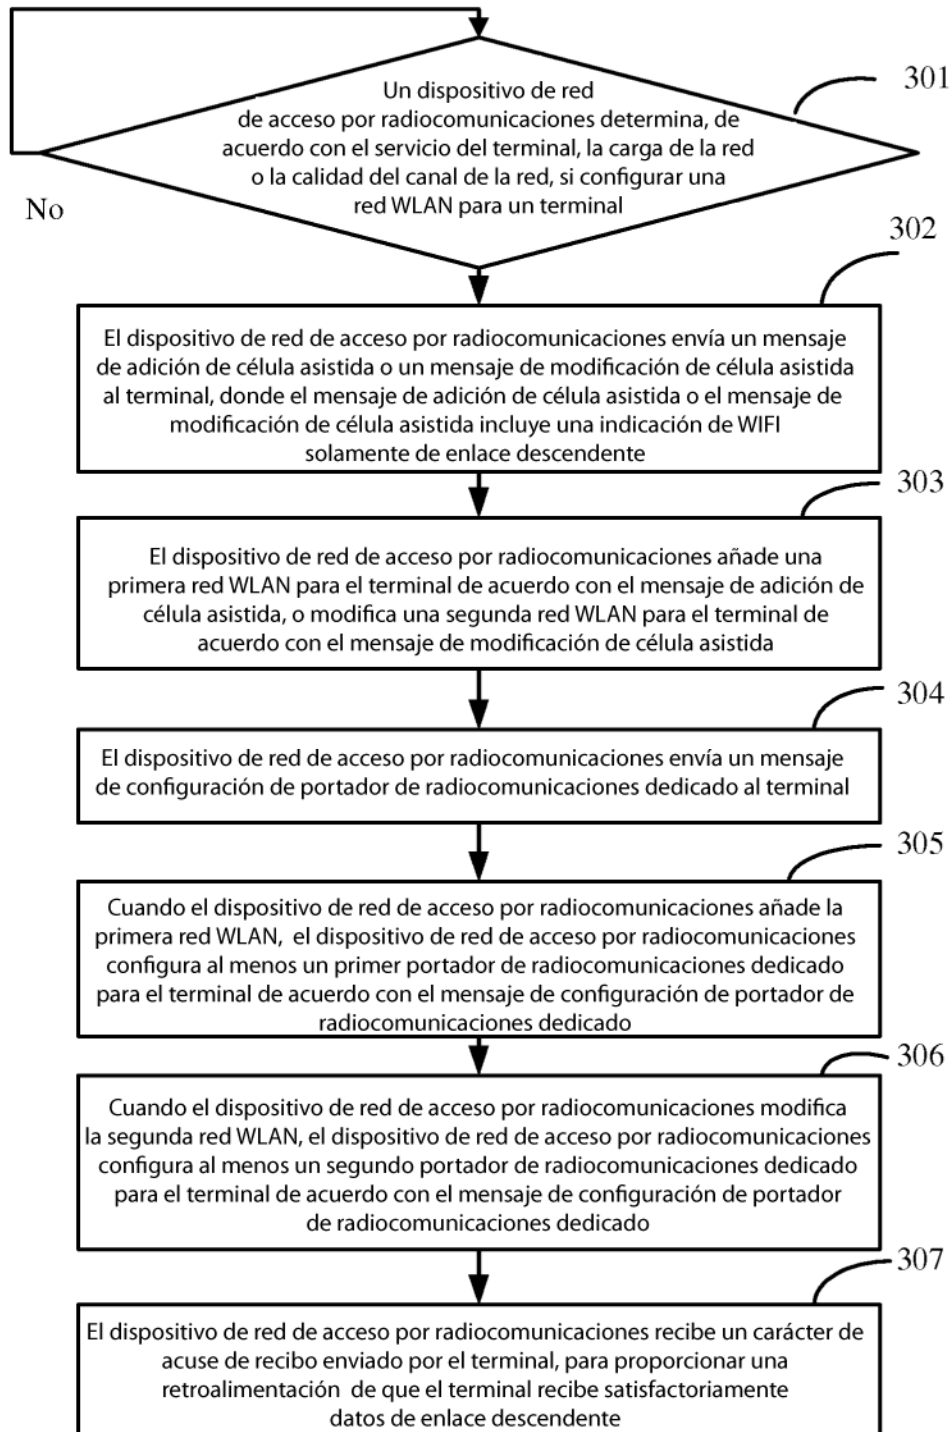 Un dispositivo de red
de acceso por radiocomunicaciones determina, de
acuerdo con el servicio del terminal, la carga de la red
o la calidad del canal de la red, si configurar una
red WLAN para un terminal
301
No
302
El dispositivo de red de acceso por radiocomunicaciones envía un mensaje
de adición de célula asistida o un mensaje de modificación de célula asistida
al terminal, donde el mensaje de adición de célula asistida o el mensaje de
modificación de célula asistida incluye una indicación de WIFI
solamente de enlace descendente
303
El dispositivo de red de acceso por radiocomunicaciones añade una
primera red WLAN para el terminal de acuerdo con el mensaje de adición de
célula asistida, o modifica una segunda red WLAN para el terminal de
acuerdo con el mensaje de modificación de célula asistida
304
El dispositivo de red de acceso por radiocomunicaciones envía un mensaje
de configuración de portador de radiocomunicaciones dedicado al terminal
305
Cuando el dispositivo de red de acceso por radiocomunicaciones añade la
primera red WLAN, el dispositivo de red de acceso por radiocomunicaciones
configura al menos un primer portador de radiocomunicaciones dedicado
para el terminal de acuerdo con el mensaje de configuración de portador de
radiocomunicaciones dedicado
306
Cuando el dispositivo de red de acceso por radiocomunicaciones modifica
la segunda red WLAN, el dispositivo de red de acceso por radiocomunicaciones
configura al menos un segundo portador de radiocomunicaciones dedicado
para el terminal de acuerdo con el mensaje de configuración de portador
de radiocomunicaciones dedicado
307
El dispositivo de red de acceso por radiocomunicaciones recibe un carácter de
acuse de recibo enviado por el terminal, para proporcionar una
retroalimentación de que el terminal recibe satisfactoriamente
datos de enlace descendente